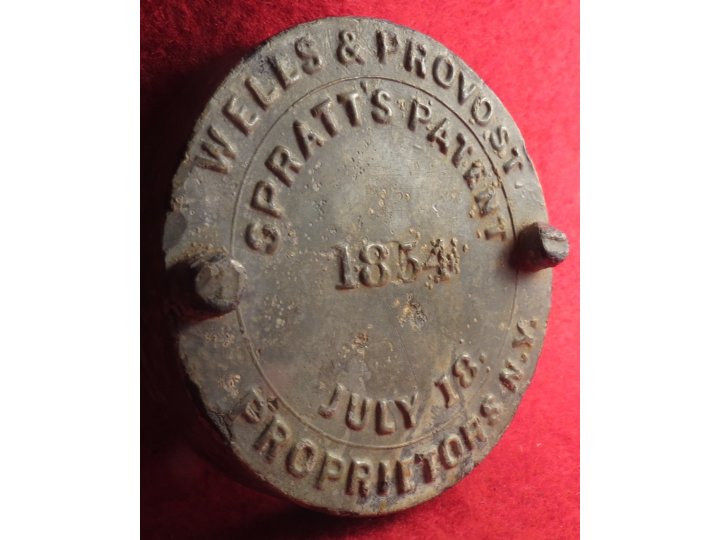 WELLS & PROVOST.
SPRATT'S PATENT
1854
JULY 18.
PROPRIETORS N.Y.